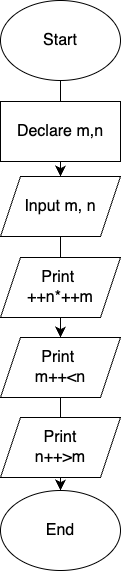 Start
Declare m,n
Input m, n
Print
++n*++m
Print
m++<n
Print
n++>m
End